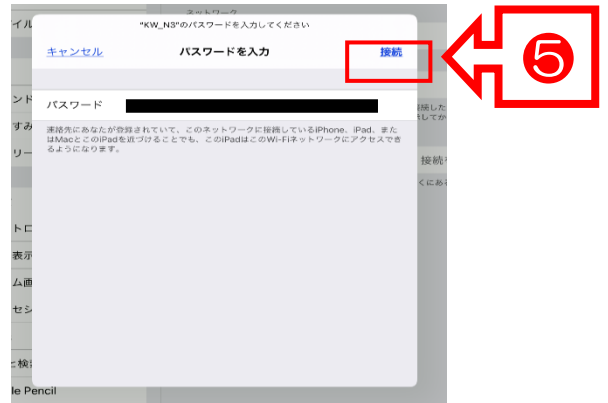 ネットワーク
イル
"KW_N3"のパスワードを入力してください
キャンセル
パスワードを入力
接続
❺
ンド
パスワード
すみ
連絡先にあなたが登録されていて、このネットワークに接続しているiPhone、iPad、また
はMacとこのiPadを近づけることでも、このiPadはこのWi-Fiネットワークにアクセスでき
るようになります。
リー
接続
くにある
トロ
表示
ム画
セシ
と検
le Pencil